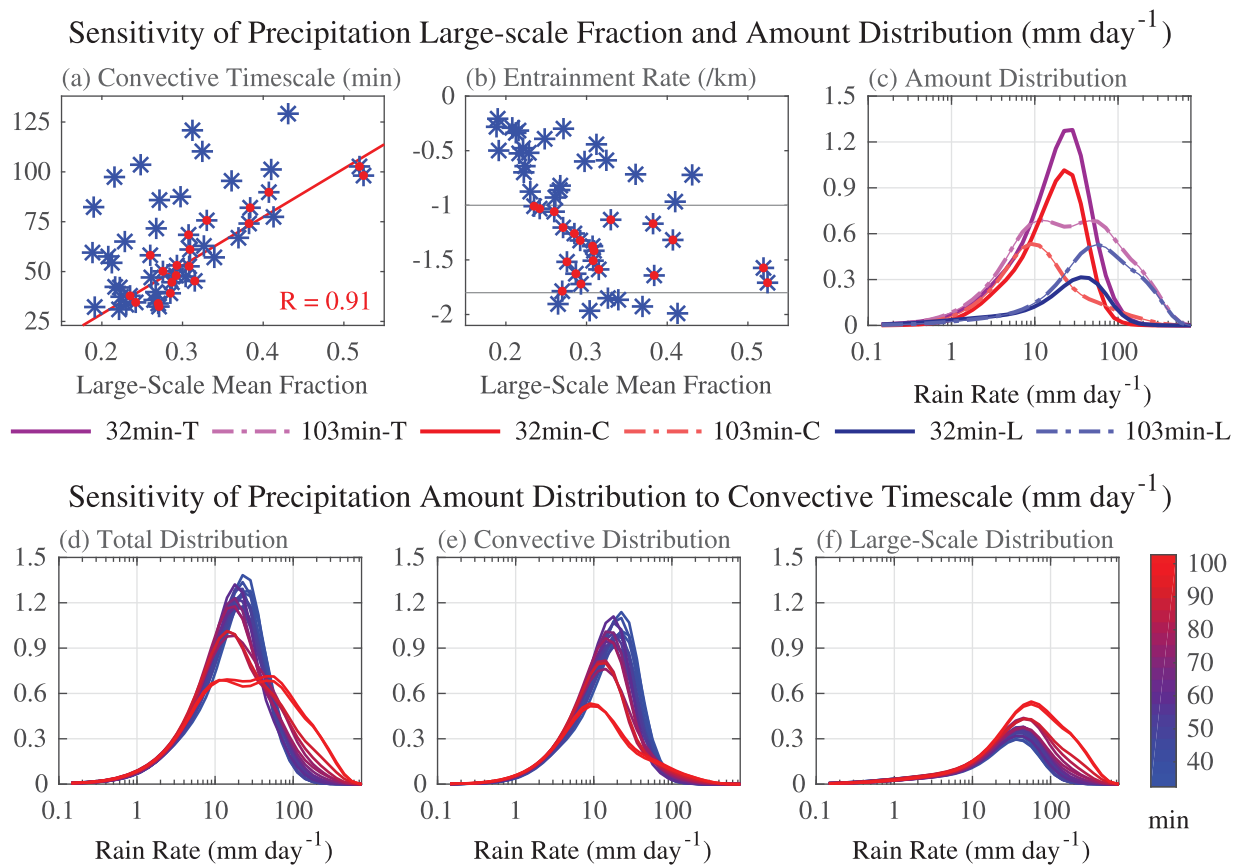 Sensitivity of Precipitation Large-scale Fraction and Amount Distribution (mm day⁻¹)
(a) Convective Timescale (min)
125
100
75
50
25
R = 0.91
0.2 0.3 0.4 0.5
Large-Scale Mean Fraction
(b) Entrainment Rate (/km)
0
-0.5
-1
-1.5
-2
0.2 0.3 0.4 0.5
Large-Scale Mean Fraction
(c) Amount Distribution
1.5
1.2
0.9
0.6
0.3
0
0.1 1 10 100
Rain Rate (mm day⁻¹)
32min-T 103min-T 32min-C 103min-C 32min-L 103min-L
Sensitivity of Precipitation Amount Distribution to Convective Timescale (mm day⁻¹)
(d) Total Distribution
1.5
1.2
0.9
0.6
0.3
0
0.1 1 10 100
Rain Rate (mm day⁻¹)
(e) Convective Distribution
1.5
1.2
0.9
0.6
0.3
0
0.1 1 10 100
Rain Rate (mm day⁻¹)
(f) Large-Scale Distribution
1.5
1.2
0.9
0.6
0.3
0
0.1 1 10 100
Rain Rate (mm day⁻¹)
100
90
80
70
60
50
40
min